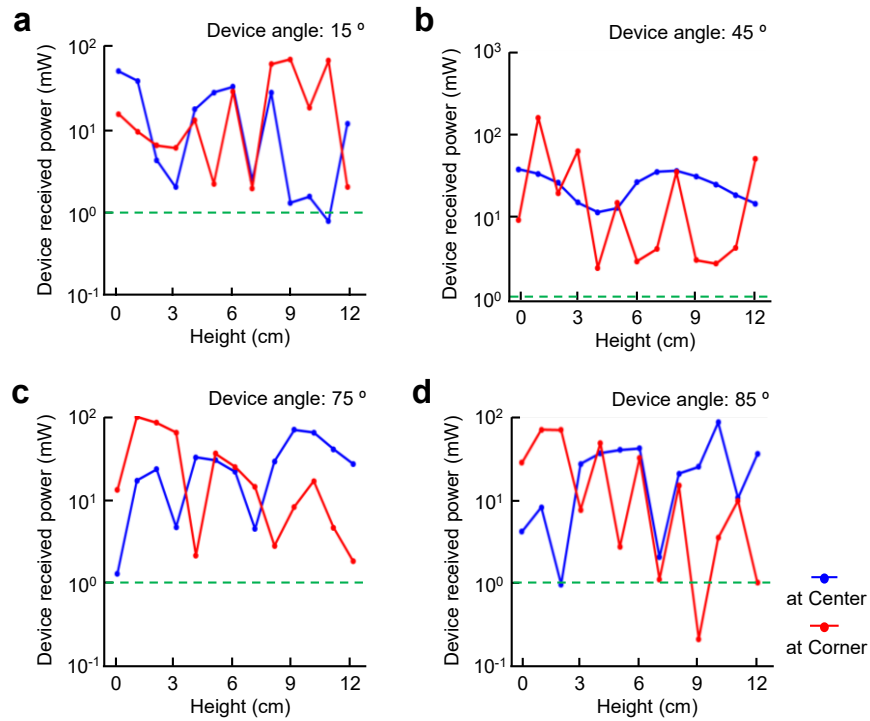 a
Device angle: 15 º
Device received power (mW)
10²
10¹
10⁰
10⁻¹
0 3 6 9 12
Height (cm)
b
Device angle: 45 º
Device received power (mW)
10³
10²
10¹
10⁰
0 3 6 9 12
Height (cm)
c
Device angle: 75 º
Device received power (mW)
10²
10¹
10⁰
10⁻¹
0 3 6 9 12
Height (cm)
d
Device angle: 85 º
Device received power (mW)
10²
10¹
10⁰
10⁻¹
0 3 6 9 12
Height (cm)
at Center
at Corner